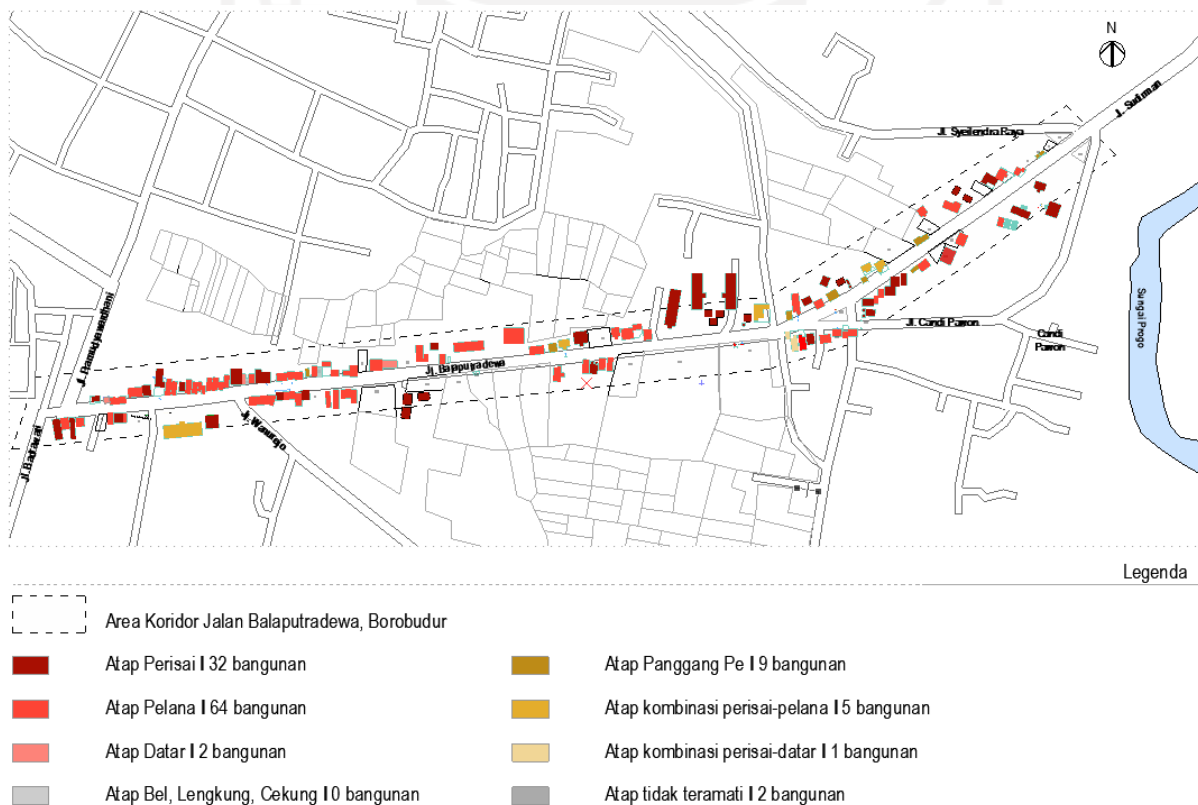 N
Jl. Sudirman
Jl. Syeilendra Raya
Sungai Progo
Jl. Candi Pawon
Candi
Pawon
Jl. Balaputradewa
Jl. Wanurejo
Jl. Badrawati
Legenda
Area Koridor Jalan Balaputradewa, Borobudur
Atap Perisai I 32 bangunan
Atap Pelana I 64 bangunan
Atap Datar I 2 bangunan
Atap Bel, Lengkung, Cekung I 0 bangunan
Atap Panggang Pe I 9 bangunan
Atap kombinasi perisai-pelana I 5 bangunan
Atap kombinasi perisai-datar I 1 bangunan
Atap tidak teramati I 2 bangunan